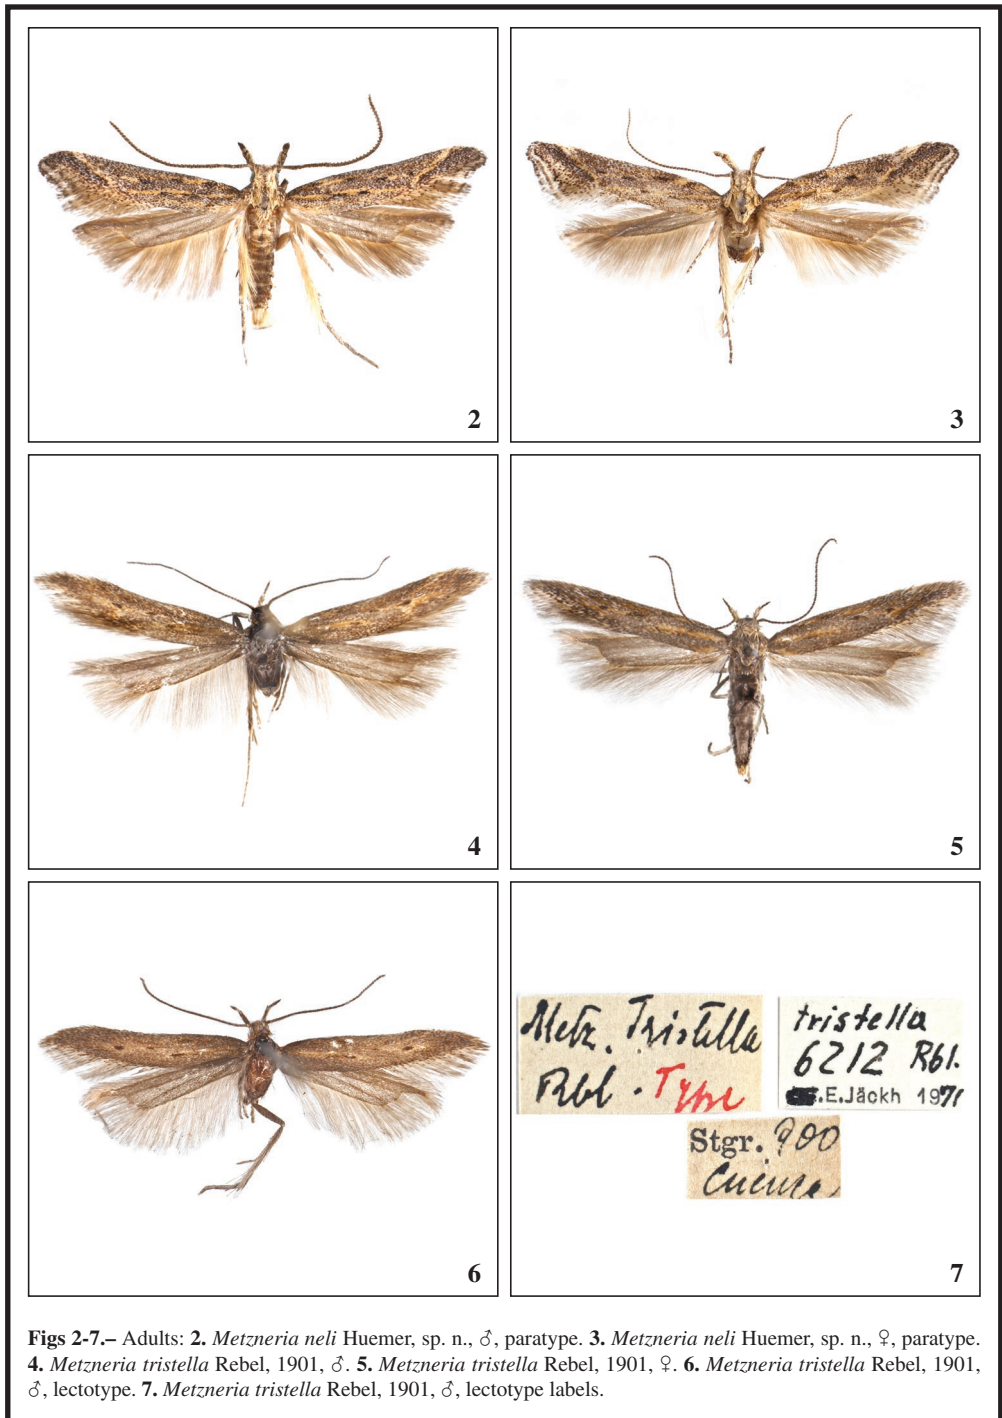 2
3
4
5
6
Metz. Tristella
Rbl. Type
tristella
6212 Rbl.
.E.Jäckh 1971
Stgr. 900
Cuenca
7
Figs 2-7.– Adults: 2. Metzneria neli Huemer, sp. n., ♂, paratype. 3. Metzneria neli Huemer, sp. n., ♀, paratype.
4. Metzneria tristella Rebel, 1901, ♂. 5. Metzneria tristella Rebel, 1901, ♀. 6. Metzneria tristella Rebel, 1901,
♂, lectotype. 7. Metzneria tristella Rebel, 1901, ♂, lectotype labels.